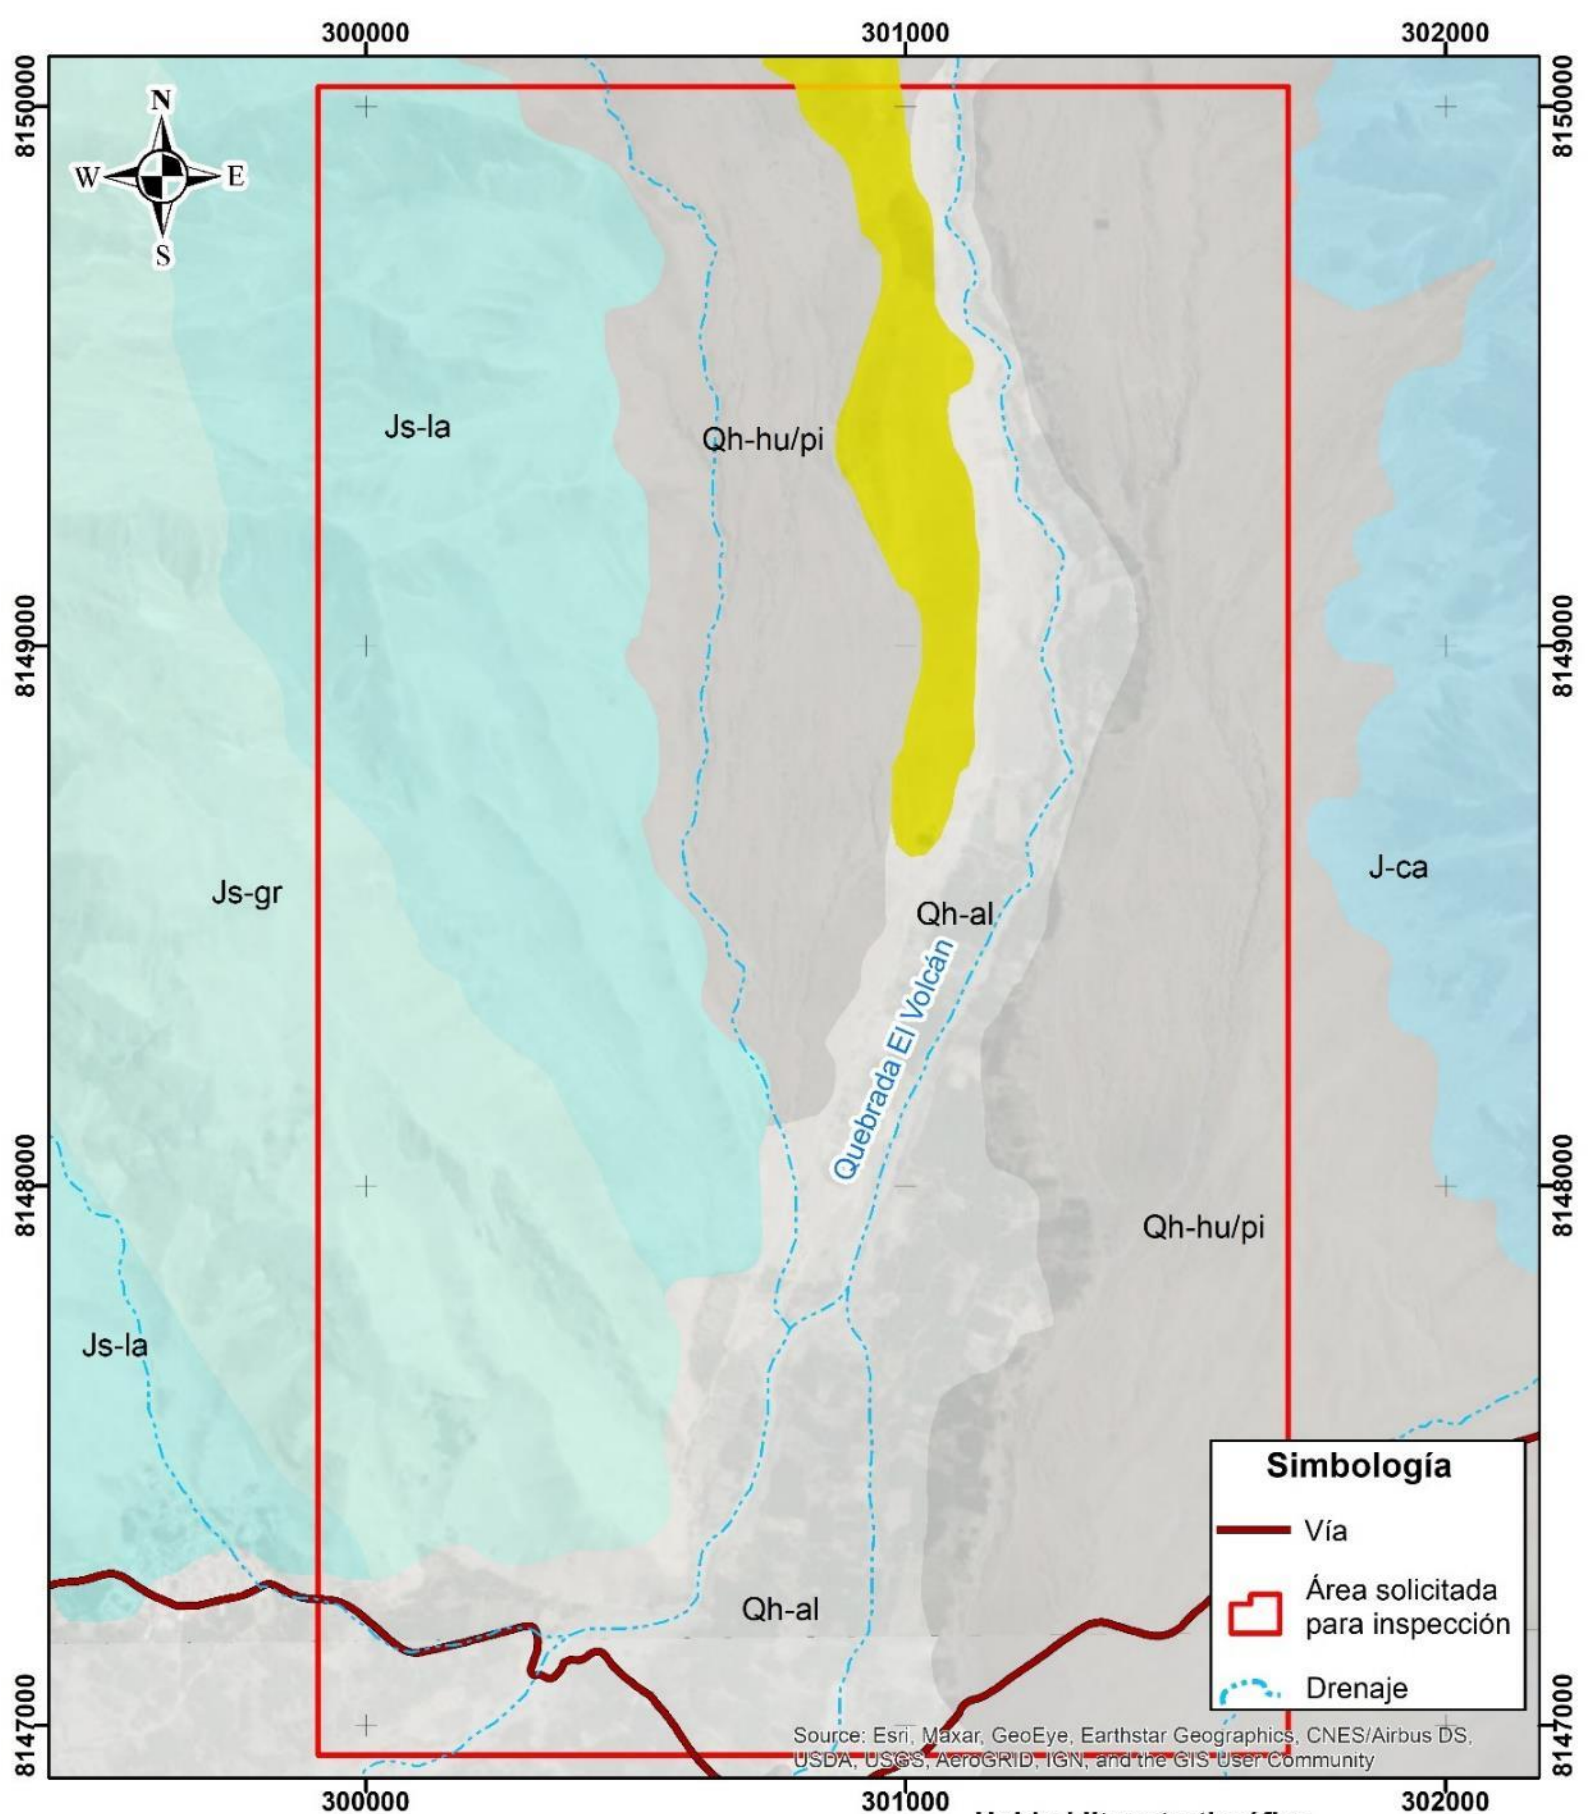 300000
301000
302000
8150000
8150000
N
W
E
S
Js-la
Qh-hu/pi
8149000
8149000
Js-gr
J-ca
Qh-al
Quebrada El Volcán
8148000
8148000
Qh-hu/pi
Js-la
Simbología
Vía
Área solicitada
para inspección
Qh-al
Drenaje
8147000
8147000
Source: Esri, Maxar, GeoEye, Earthstar Geographics, CNES/Airbus DS,
USDA, USGS, AeroGRID, IGN, and the GIS User Community
300000
301000
302000